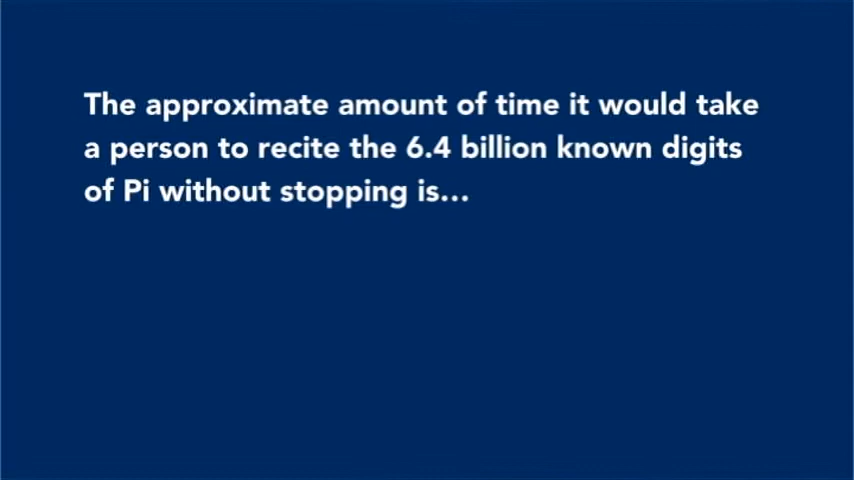 The approximate amount of time it would take
a person to recite the 6.4 billion known digits
of Pi without stopping is...